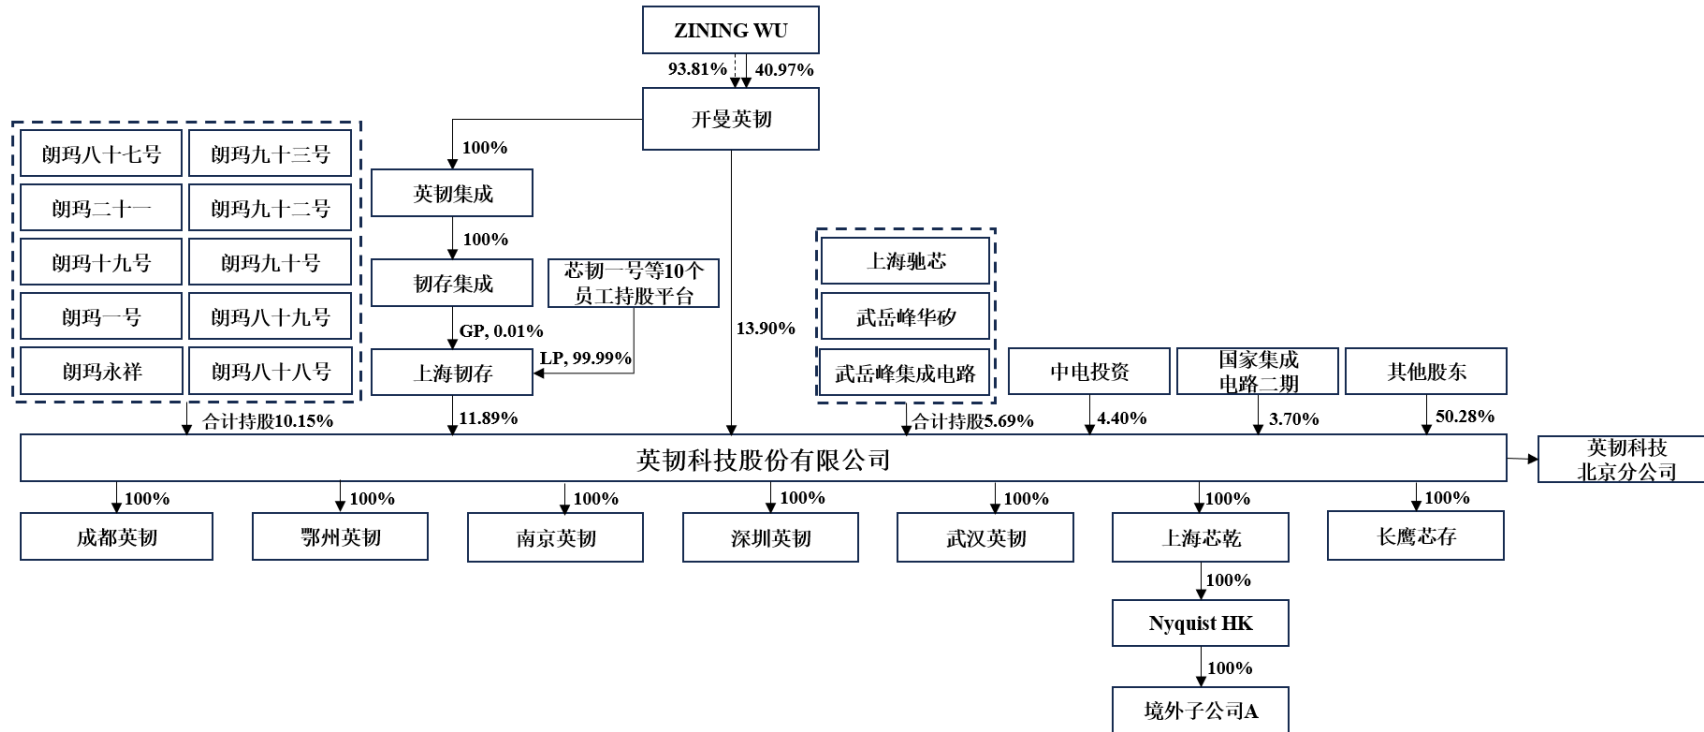 ZINING WU
93.81%
40.97%
开曼英韧
朗玛八十七号
朗玛九十三号
朗玛二十一
朗玛九十二号
朗玛十九号
朗玛九十号
朗玛一号
朗玛八十九号
朗玛永祥
朗玛八十八号
合计持股10.15%
100%
英韧集成
100%
韧存集成
GP, 0.01%
芯韧一号等10个
员工持股平台
LP, 99.99%
上海韧存
11.89%
13.90%
上海驰芯
武岳峰华矽
武岳峰集成电路
合计持股5.69%
中电投资
4.40%
国家集成
电路二期
3.70%
其他股东
50.28%
英韧科技股份有限公司
英韧科技
北京分公司
100%
100%
100%
100%
100%
100%
100%
成都英韧
鄂州英韧
南京英韧
深圳英韧
武汉英韧
上海芯乾
长鹰芯存
100%
Nyquist HK
100%
境外子公司A